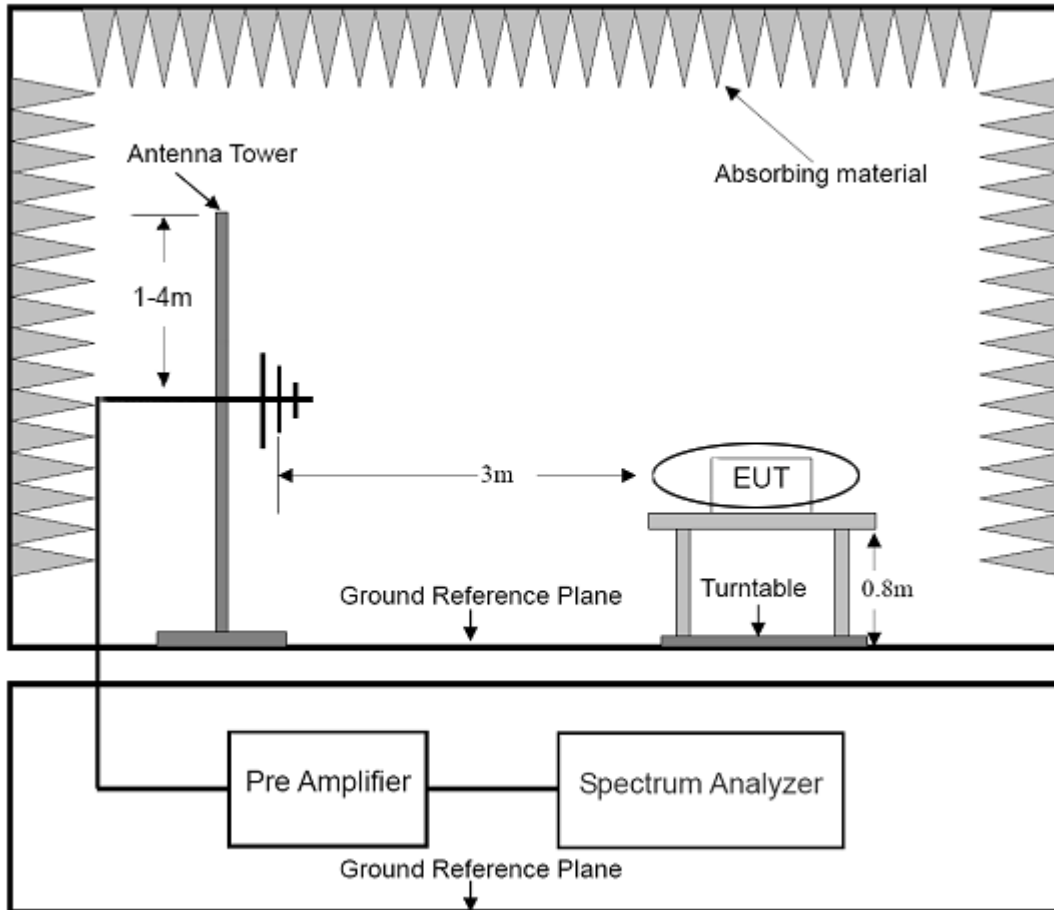 Antenna Tower
Absorbing material
1-4m
3m
EUT
Ground Reference Plane
Turntable
0.8m
Pre Amplifier
Spectrum Analyzer
Ground Reference Plane